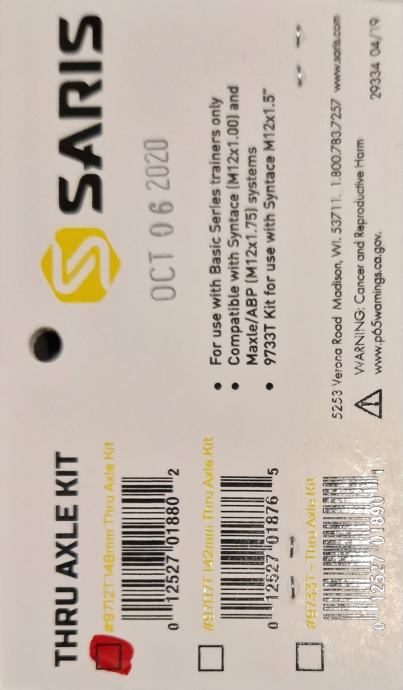 SARIS
THRU AXLE KIT
OCT 06 2020
#9712T 148mm Thru Axle Kit
0 12527 01880 2
#9707T 142mm Thru Axle Kit
0 12527 01876 5
#9733T - Thru Axle Kit
0 12527 01890 1
• For use with Basic Series trainers only
• Compatible with Syntace (M12x1.00) and
Maxle/ABP (M12x1.75) systems
• 9733T Kit for use with Syntace M12x1.5"
5253 Verona Road Madison, WI. 53711. 1.800.783.7257 www.saris.com
WARNING: Cancer and Reproductive Harm
www.p65warnings.ca.gov.
29334 04/19